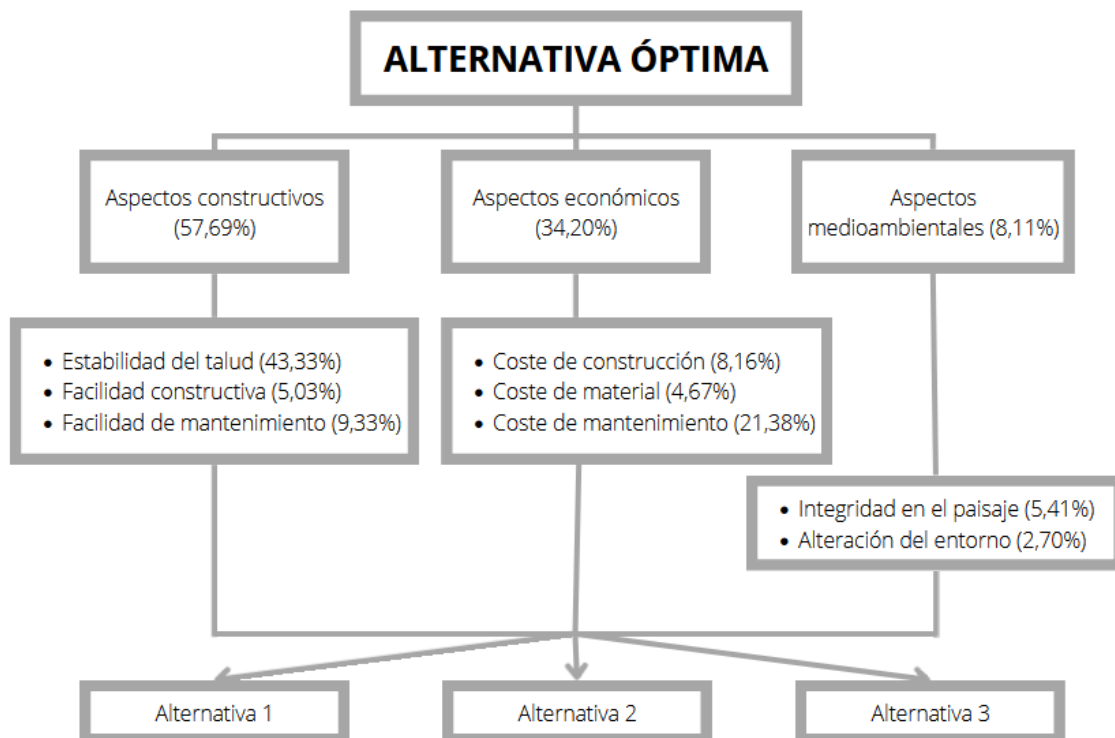 ALTERNATIVA ÓPTIMA
Aspectos constructivos
(57,69%)
Aspectos económicos
(34,20%)
Aspectos
medioambientales (8,11%)
• Estabilidad del talud (43,33%)
• Facilidad constructiva (5,03%)
• Facilidad de mantenimiento (9,33%)
• Coste de construcción (8,16%)
• Coste de material (4,67%)
• Coste de mantenimiento (21,38%)
• Integridad en el paisaje (5,41%)
• Alteración del entorno (2,70%)
Alternativa 1
Alternativa 2
Alternativa 3